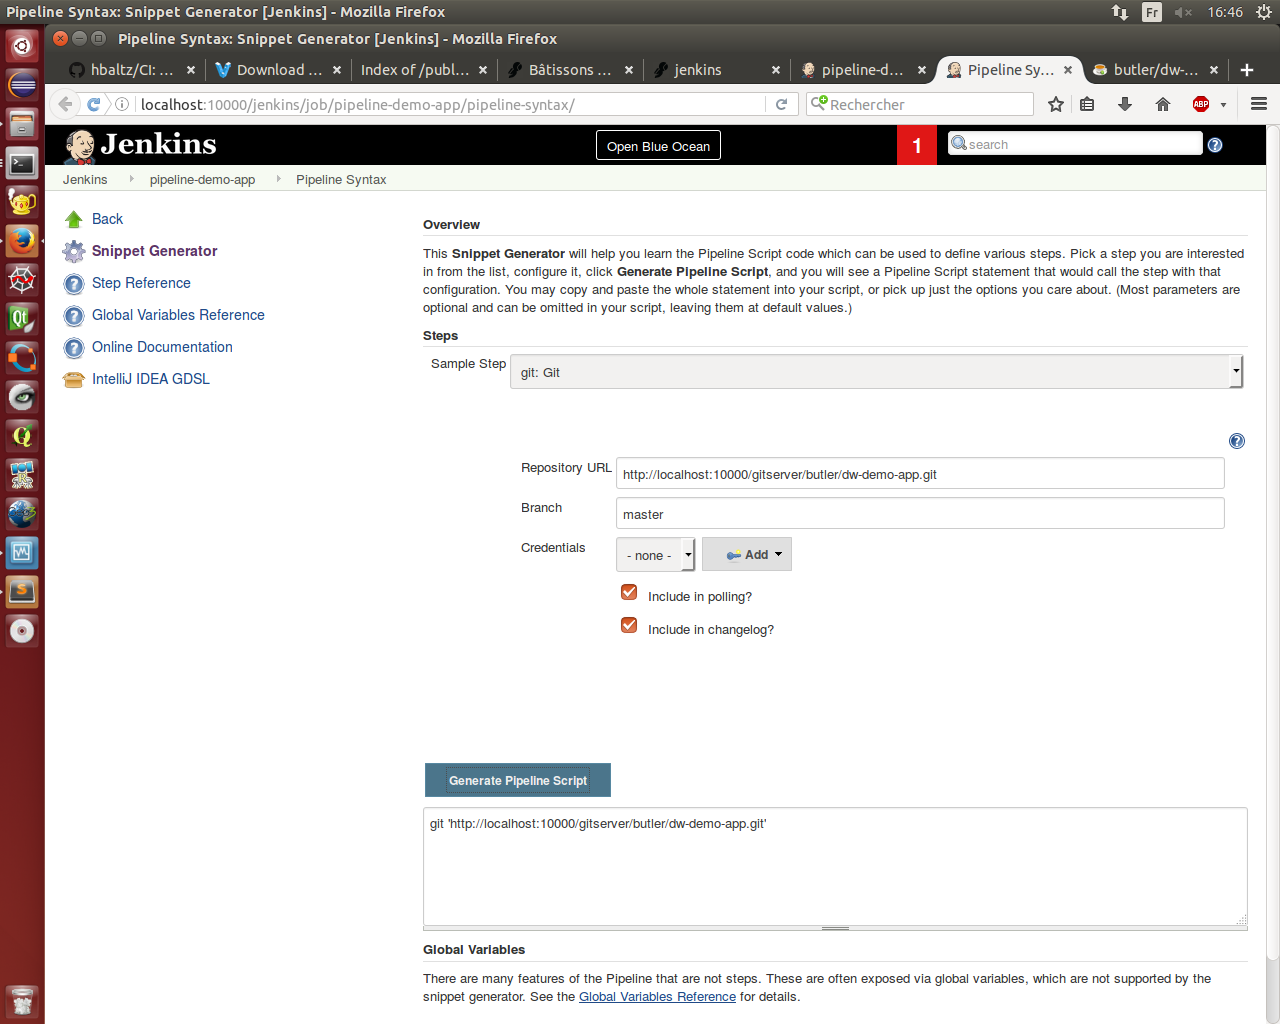 Pipeline Syntax: Snippet Generator [Jenkins] - Mozilla Firefox
Fr
16:46
Pipeline Syntax: Snippet Generator [Jenkins] - Mozilla Firefox
hbaltz/CI: ...
Download ...
Index of /publ...
Bâtissons ...
jenkins
pipeline-d...
Pipeline Sy...
butler/dw-...
localhost:10000/jenkins/job/pipeline-demo-app/pipeline-syntax/
Rechercher
ABP
Jenkins
Open Blue Ocean
1
search
Jenkins
pipeline-demo-app
Pipeline Syntax
Back
Snippet Generator
Step Reference
Global Variables Reference
Online Documentation
IntelliJ IDEA GDSL
Overview
This Snippet Generator will help you learn the Pipeline Script code which can be used to define various steps. Pick a step you are interested
in from the list, configure it, click Generate Pipeline Script, and you will see a Pipeline Script statement that would call the step with that
configuration. You may copy and paste the whole statement into your script, or pick up just the options you care about. (Most parameters are
optional and can be omitted in your script, leaving them at default values.)
Steps
Sample Step
git: Git
Repository URL
http://localhost:10000/gitserver/butler/dw-demo-app.git
Branch
master
Credentials
- none -
Add
Include in polling?
Include in changelog?
Generate Pipeline Script
git 'http://localhost:10000/gitserver/butler/dw-demo-app.git'
Global Variables
There are many features of the Pipeline that are not steps. These are often exposed via global variables, which are not supported by the
snippet generator. See the Global Variables Reference for details.